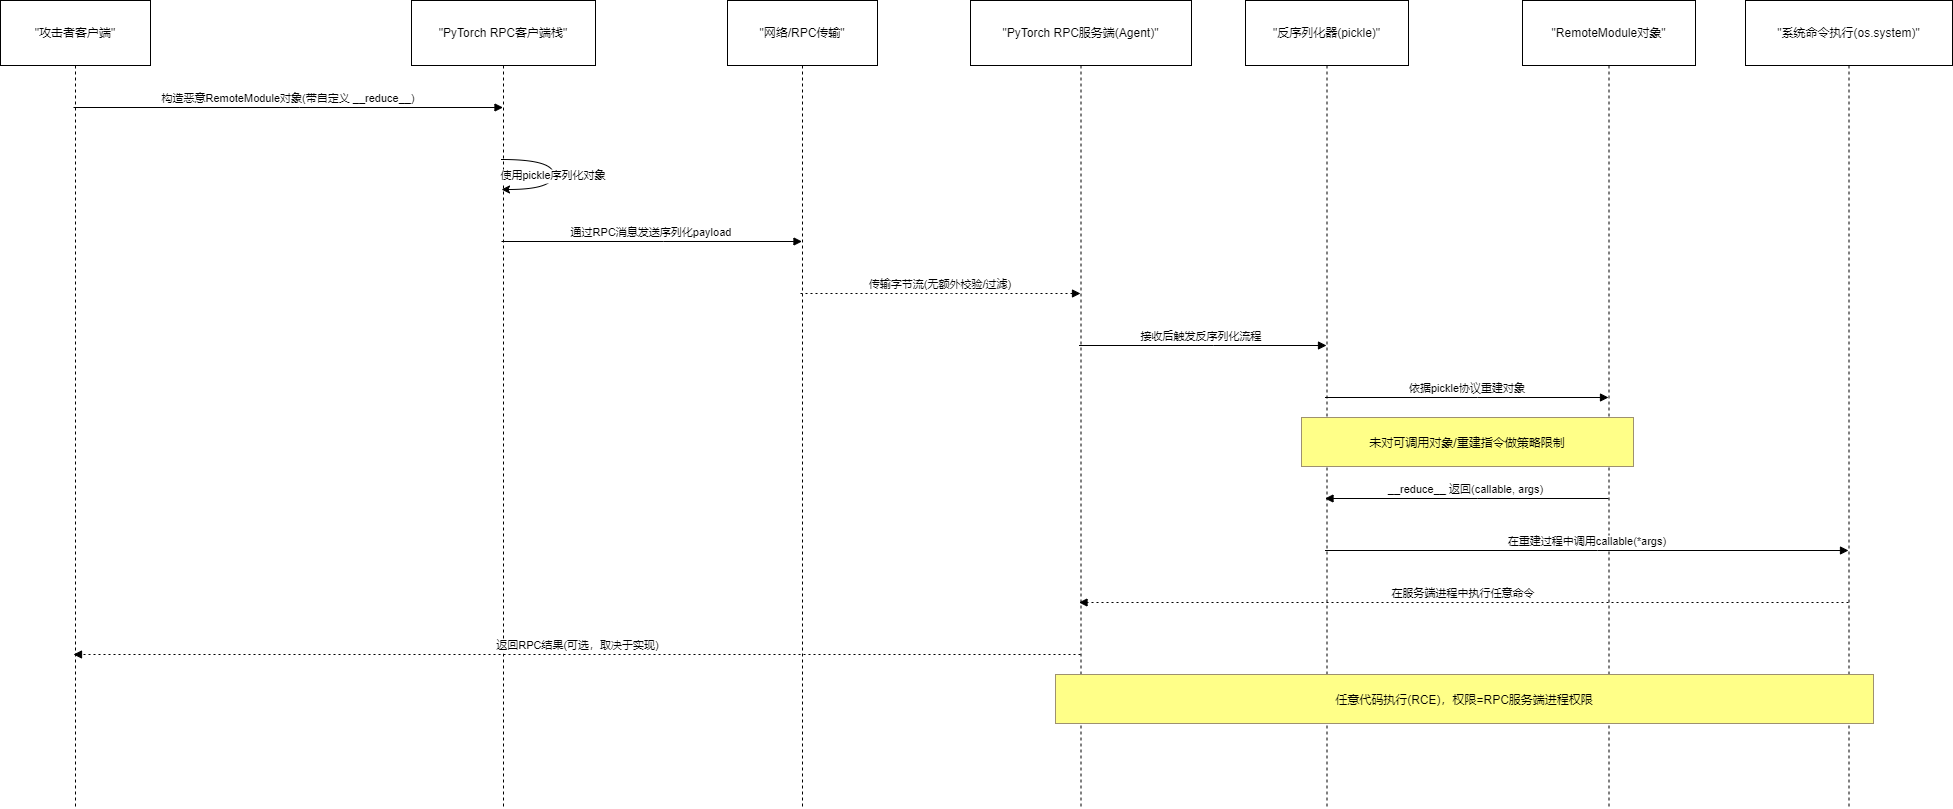 "攻击者客户端"
"PyTorch RPC客户端栈"
"网络/RPC传输"
"PyTorch RPC服务端(Agent)"
"反序列化器(pickle)"
"RemoteModule对象"
"系统命令执行(os.system)"
构造恶意RemoteModule对象(带自定义 __reduce__)
使用pickle序列化对象
通过RPC消息发送序列化payload
传输字节流(无额外校验/过滤)
接收后触发反序列化流程
依据pickle协议重建对象
未对可调用对象/重建指令做策略限制
__reduce__ 返回(callable, args)
在重建过程中调用callable(*args)
在服务端进程中执行任意命令
返回RPC结果(可选，取决于实现)
任意代码执行(RCE)，权限=RPC服务端进程权限